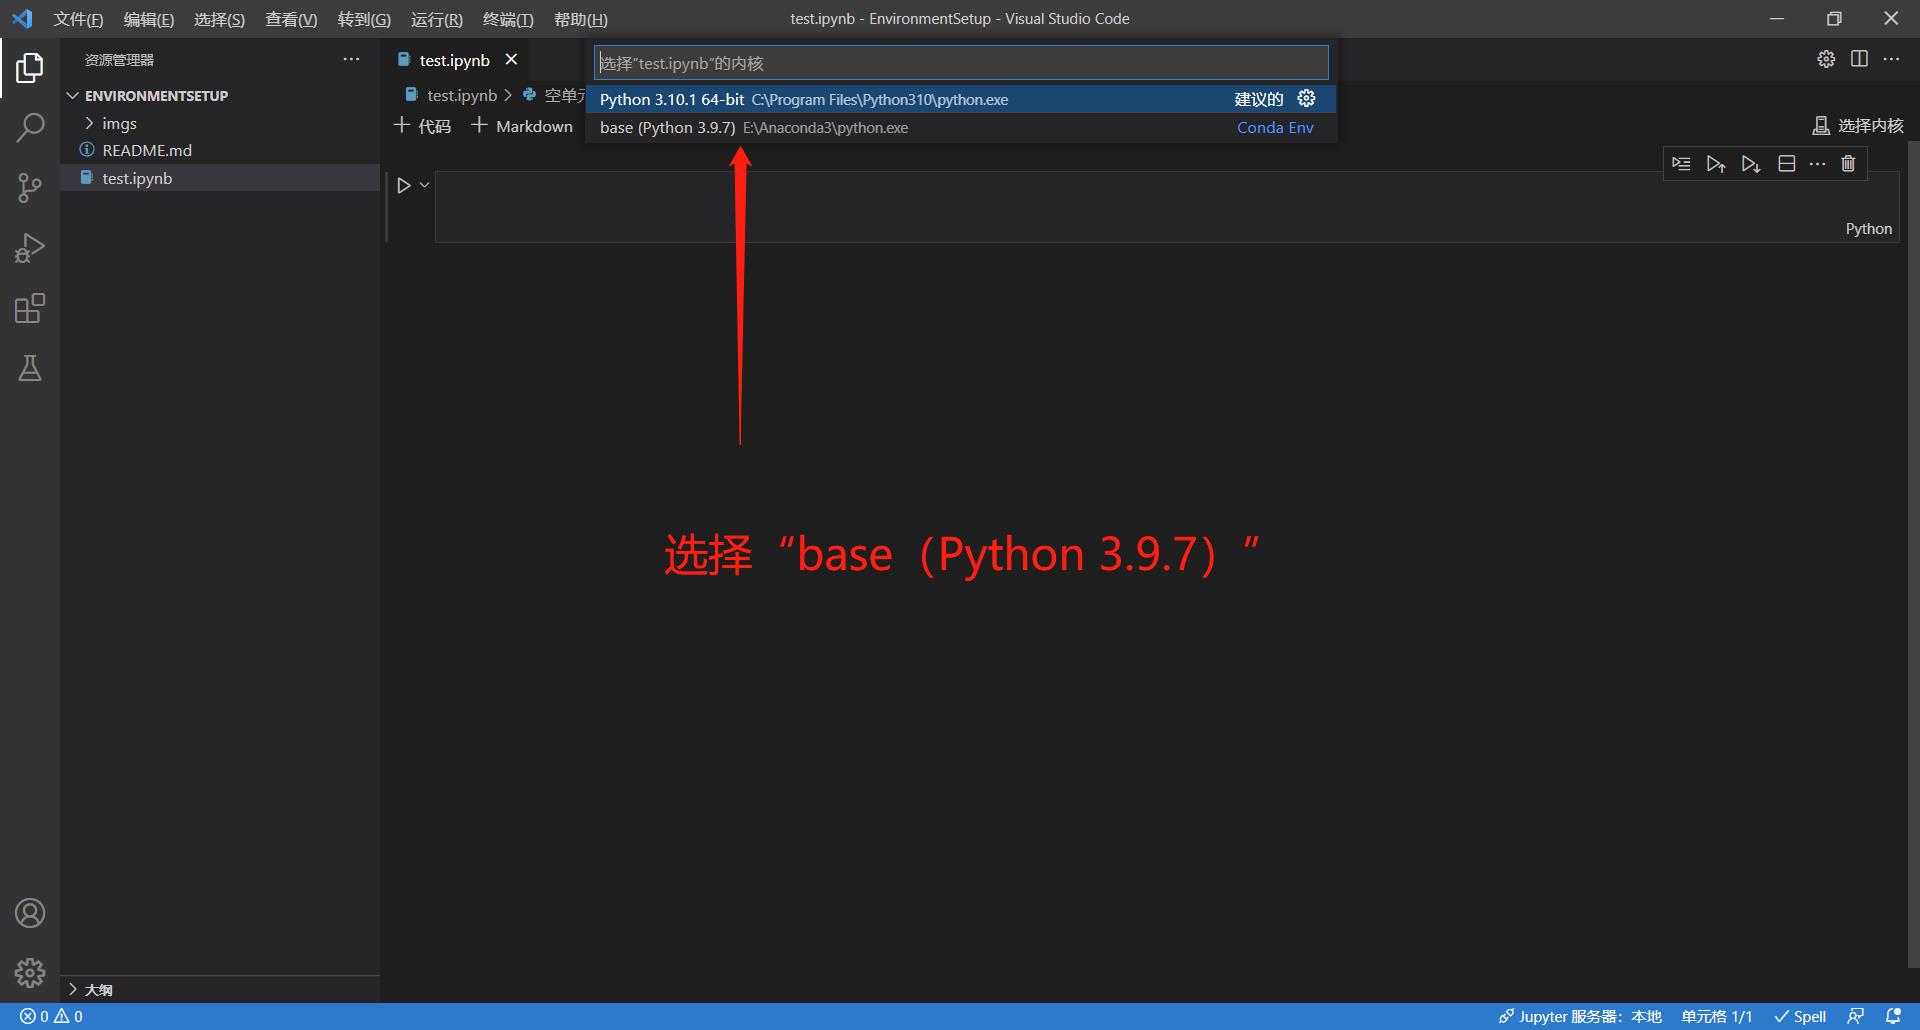 文件(F) 编辑(E) 选择(S) 查看(V) 转到(G) 运行(R) 终端(T) 帮助(H)
test.ipynb - EnvironmentSetup - Visual Studio Code
资源管理器
ENVIRONMENTSETUP
imgs
README.md
test.ipynb
大纲
test.ipynb
test.ipynb > 空单元
代码 Markdown
选择"test.ipynb"的内核
Python 3.10.1 64-bit C:\Program Files\Python310\python.exe 建议的
base (Python 3.9.7) E:\Anaconda3\python.exe Conda Env
选择内核
Python
选择“base（Python 3.9.7）”
0 0
Jupyter 服务器：本地 单元格 1/1 Spell